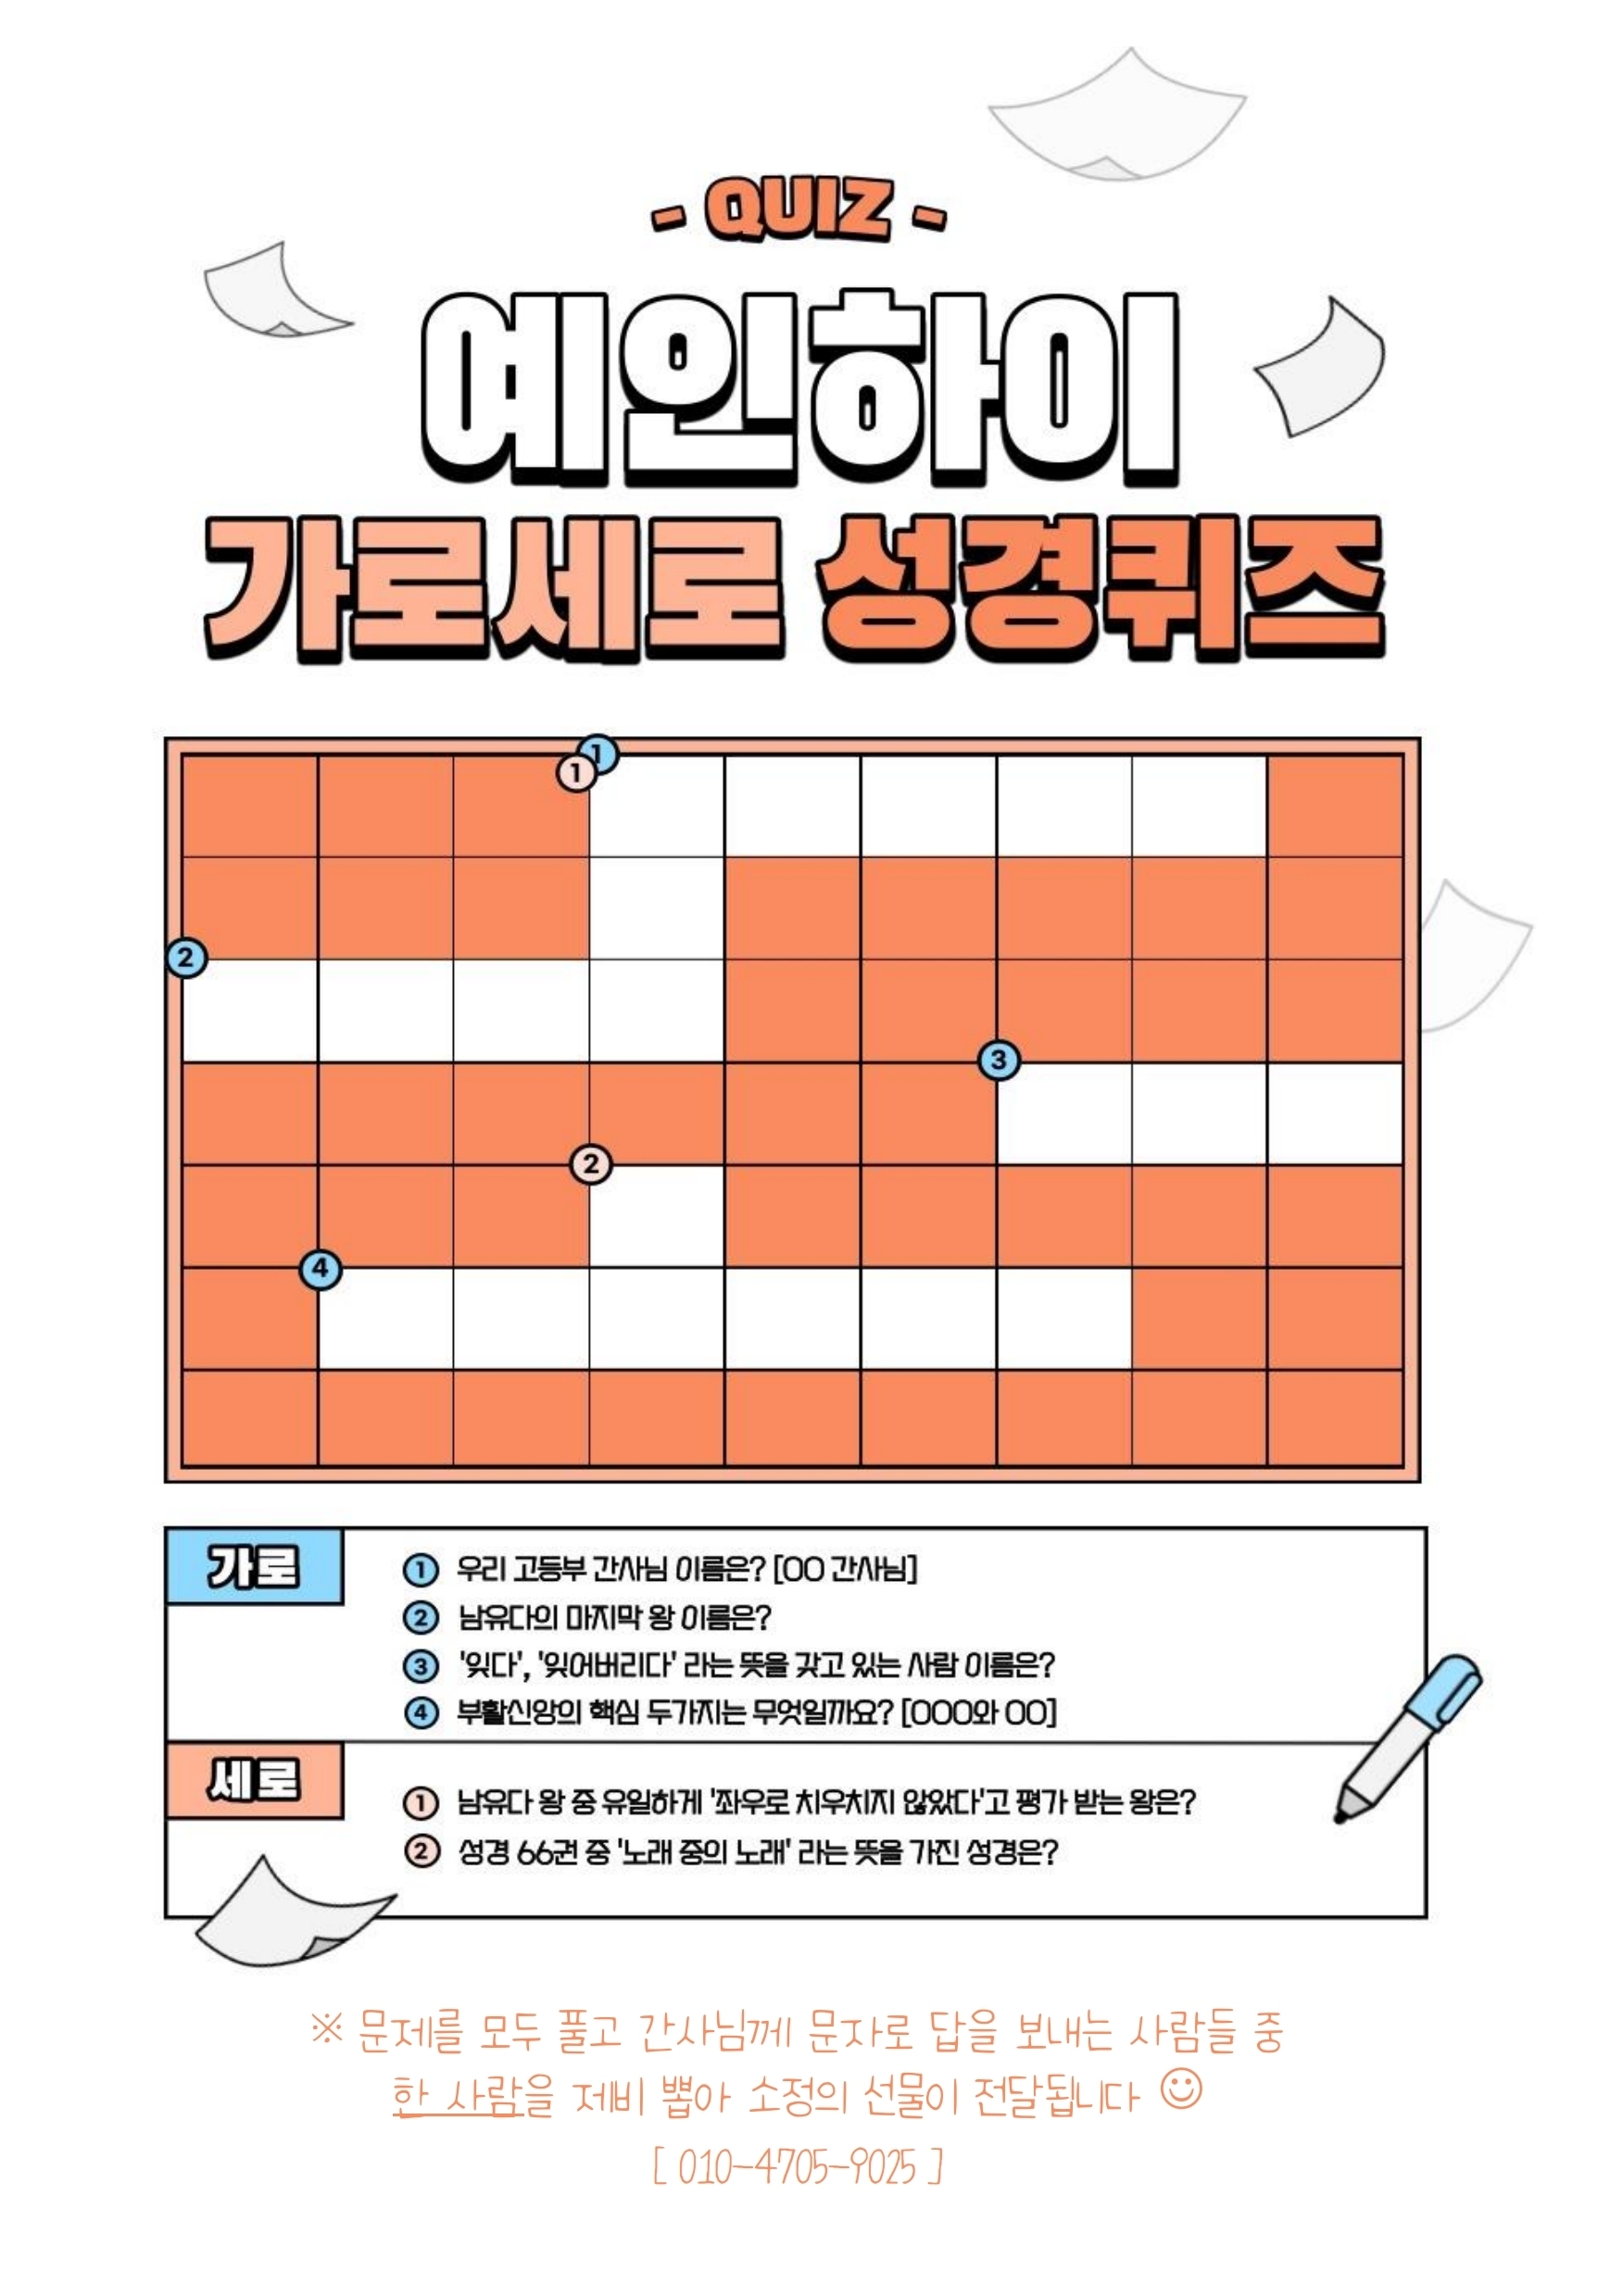 - QUIZ -
예인하이
가로세로 성경퀴즈
1
1
2
3
2
4
가로
1 우리 고등부 간사님 이름은? [OO 간사님]
2 남유다의 마지막 왕 이름은?
3 '잊다', '잊어버리다' 라는 뜻을 갖고 있는 사람 이름은?
4 부활신앙의 핵심 두가지는 무엇일까요? [OOO와 OO]
세로
1 남유다 왕 중 유일하게 '좌우로 치우치지 않았다'고 평가 받는 왕은?
2 성경 66권 중 '노래 중의 노래' 라는 뜻을 가진 성경은?
※ 문제를 모두 풀고 간사님께 문자로 답을 보내는 사람들 중
한 사람을 제비 뽑아 소정의 선물이 전달됩니다 ☺
[ 010-4705-9025 ]